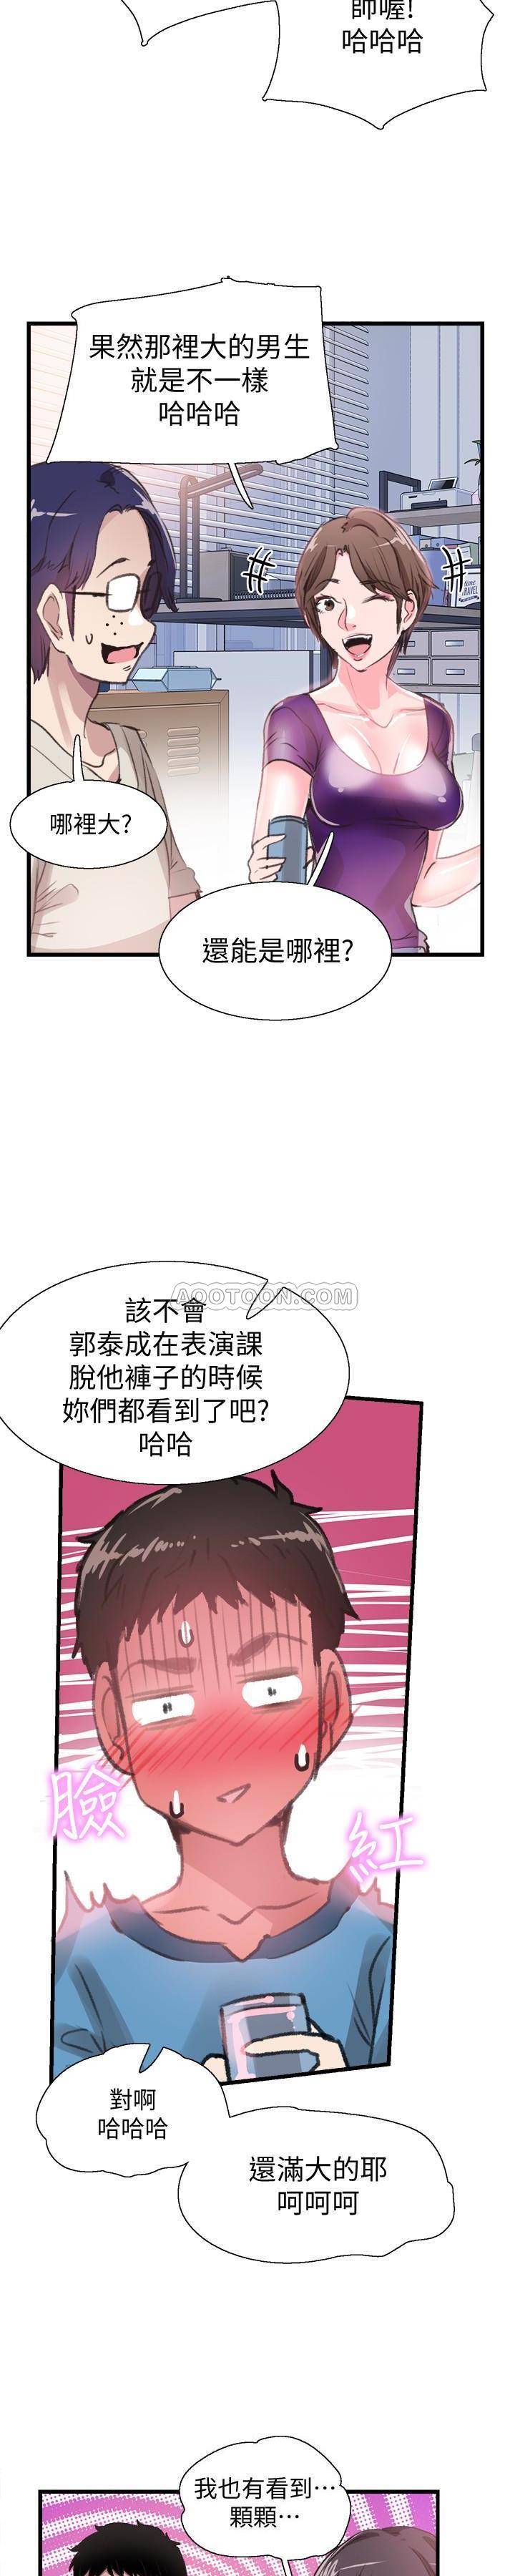 帥喔!
哈哈哈
果然那裡大的男生
就是不一樣
哈哈哈
TIME
TRAVEL
哪裡大?
還能是哪裡?
AOOTOON.COM
該不會
郭泰成在表演課
脫他褲子的時候
妳們都看到了吧?
哈哈
臉
紅
對啊
哈哈哈
還滿大的耶
呵呵呵
我也有看到⋯
顆顆⋯